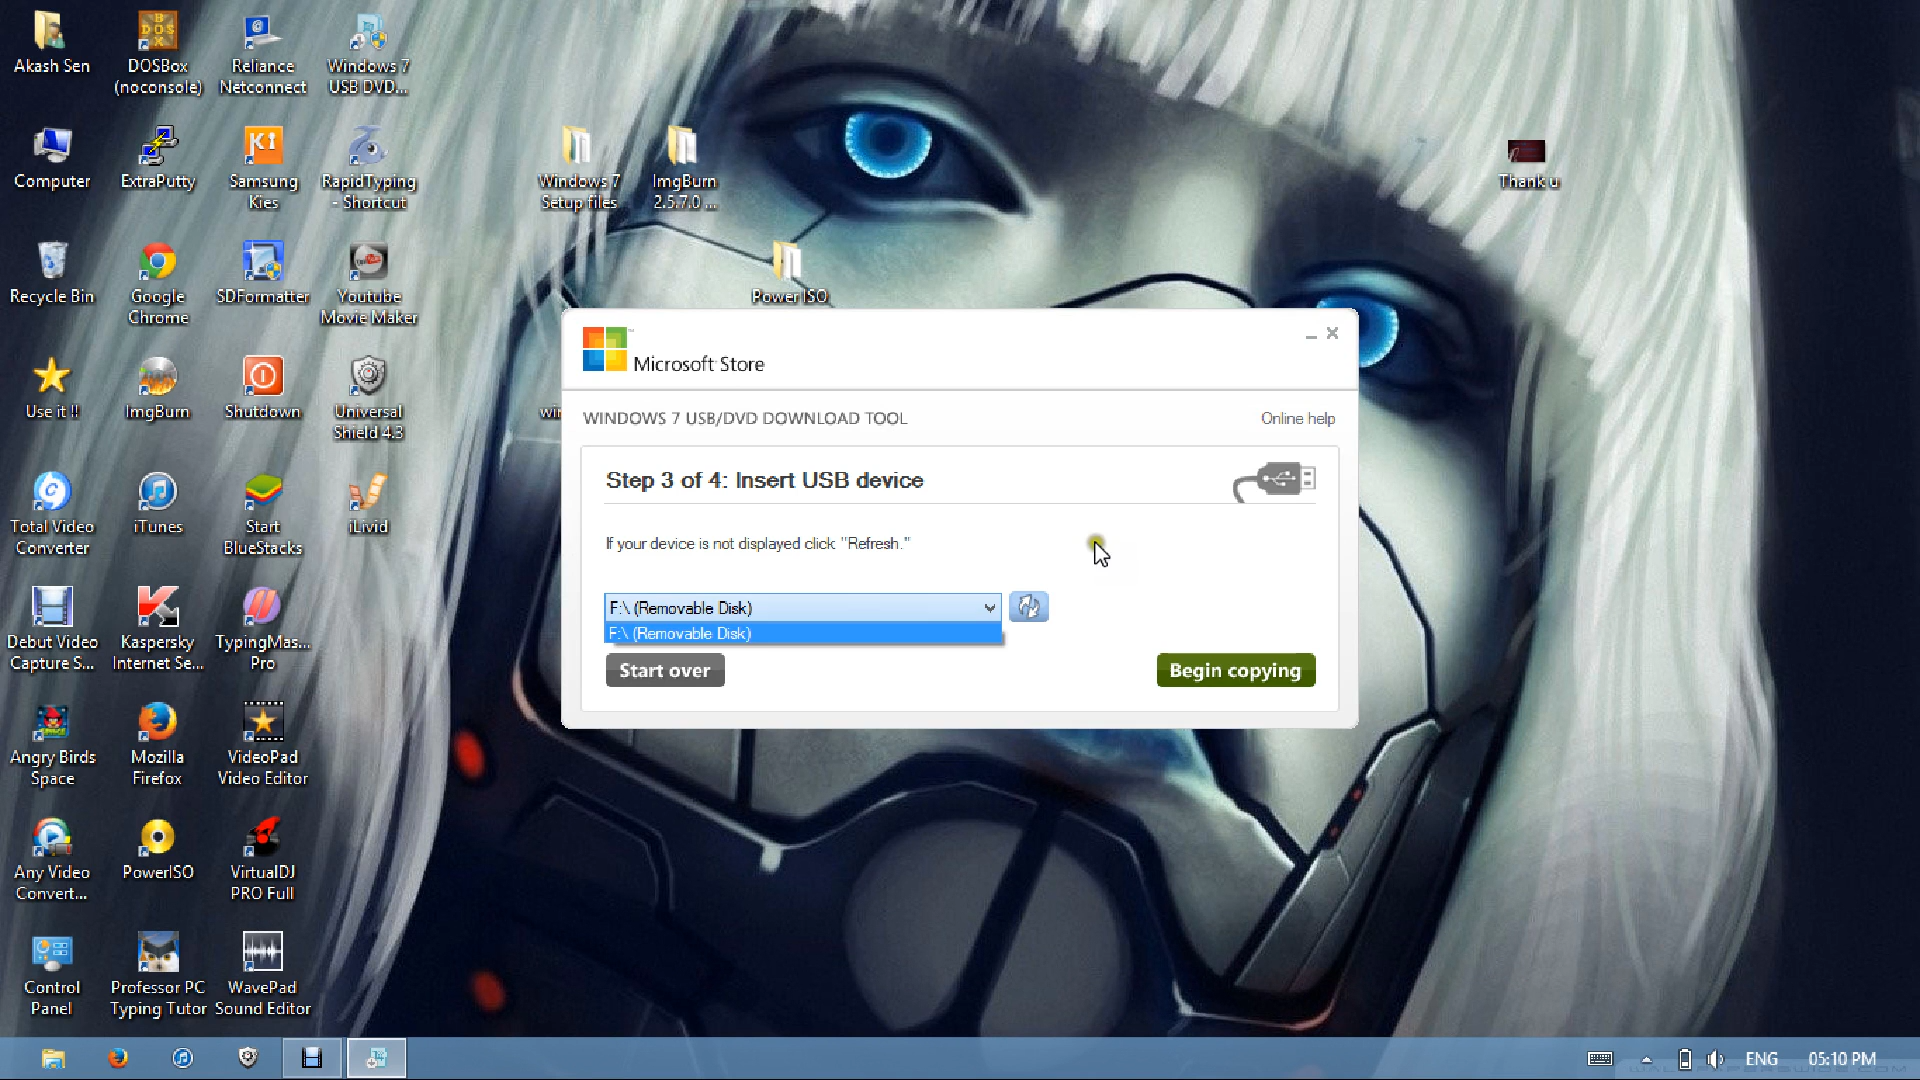 Akash Sen
DOSBox
(noconsole)
Reliance
Netconnect
Windows 7
USB DVD...
Computer
ExtraPutty
Samsung
Kies
RapidTyping
- Shortcut
Windows 7
Setup files
ImgBurn
2.5.7.0 ...
Thank u
Recycle Bin
Google
Chrome
SDFormatter
Youtube
Movie Maker
Power ISO
Use it !!
ImgBurn
Shutdown
Universal
Shield 4.3
Microsoft Store
WINDOWS 7 USB/DVD DOWNLOAD TOOL
Online help
Step 3 of 4: Insert USB device
If your device is not displayed click "Refresh."
F:\ (Removable Disk)
F:\ (Removable Disk)
Start over
Begin copying
Total Video
Converter
iTunes
Start
BlueStacks
iLivid
Debut Video
Capture S...
Kaspersky
Internet Se...
TypingMas...
Pro
Angry Birds
Space
Mozilla
Firefox
VideoPad
Video Editor
Any Video
Convert...
PowerISO
VirtualDJ
PRO Full
Control
Panel
Professor PC
Typing Tutor
WavePad
Sound Editor
ENG
05:10 PM